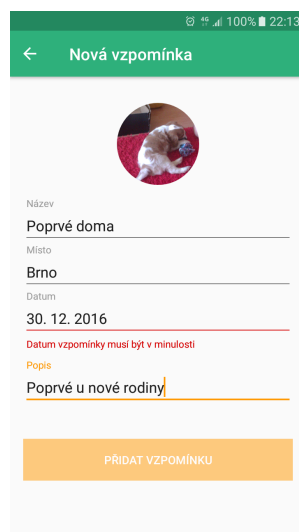 4G 100% 22:13
Nová vzpomínka
Název
Poprvé doma
Místo
Brno
Datum
30. 12. 2016
Datum vzpomínky musí být v minulosti
Popis
Poprvé u nové rodiny
PŘIDAT VZPOMÍNKU